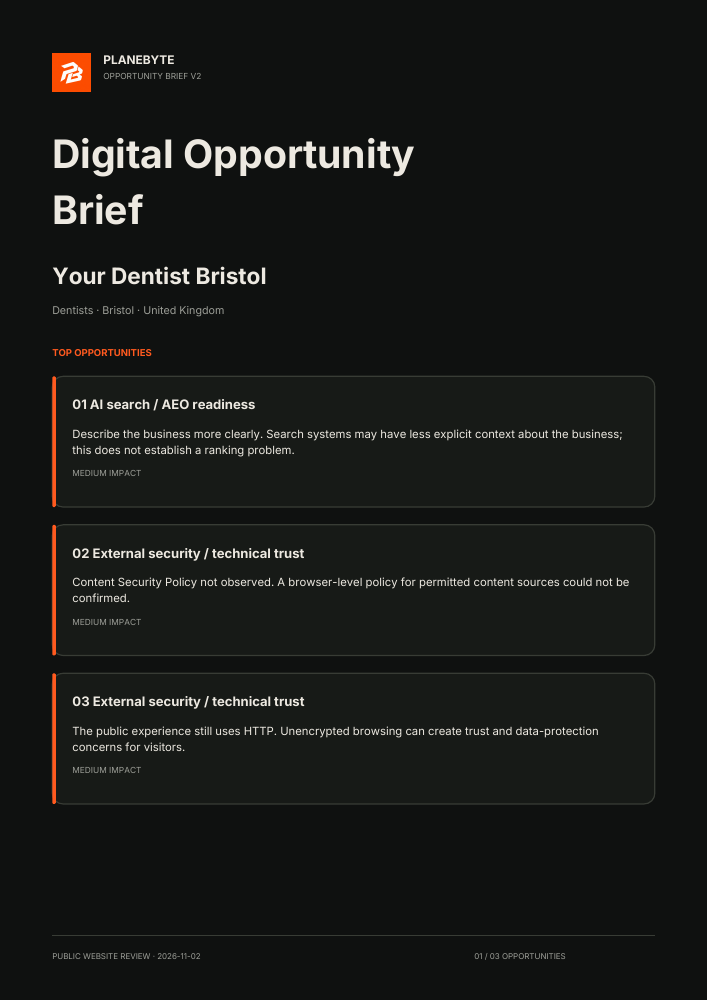 PLANEBYTE
OPPORTUNITY BRIEF V2
Digital Opportunity
Brief
Your Dentist Bristol
Dentists · Bristol · United Kingdom
TOP OPPORTUNITIES
01 AI search / AEO readiness
Describe the business more clearly. Search systems may have less explicit context about the business;
this does not establish a ranking problem.
MEDIUM IMPACT
02 External security / technical trust
Content Security Policy not observed. A browser-level policy for permitted content sources could not be
confirmed.
MEDIUM IMPACT
03 External security / technical trust
The public experience still uses HTTP. Unencrypted browsing can create trust and data-protection
concerns for visitors.
MEDIUM IMPACT
PUBLIC WEBSITE REVIEW · 2026-11-02
01 / 03 OPPORTUNITIES